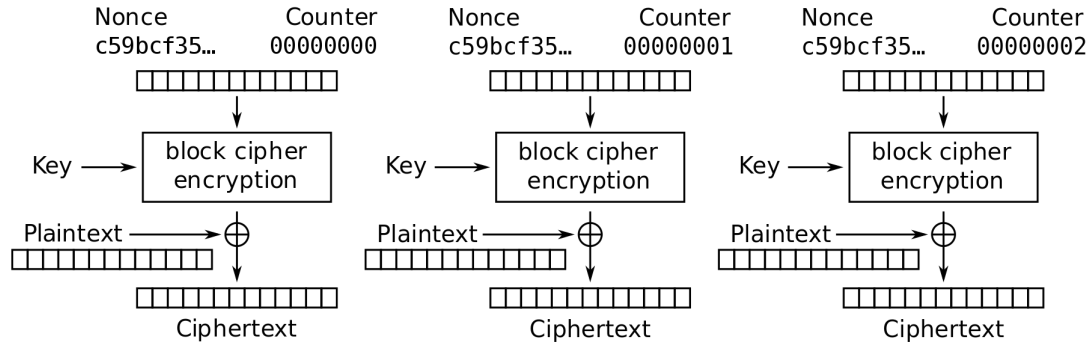 Nonce Counter Nonce Counter Nonce Counter
c59bcf35… 00000000 c59bcf35… 00000001 c59bcf35… 00000002
block cipher block cipher block cipher
Key Key Key
encryption encryption encryption
Plaintext Plaintext Plaintext
Ciphertext Ciphertext Ciphertext